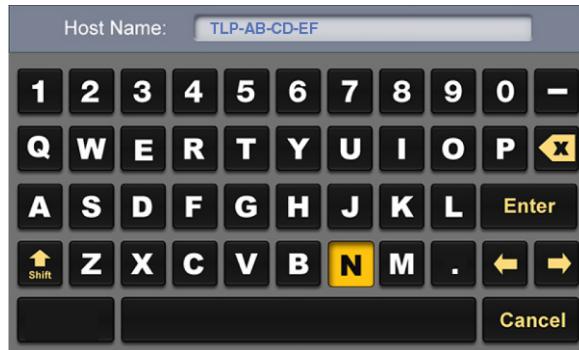 Host Name: TLP-AB-CD-EF
1 2 3 4 5 6 7 8 9 0 -
Q W E R T Y U I O P X
A S D F G H J K L Enter
Shift Z X C V B N M .
Cancel